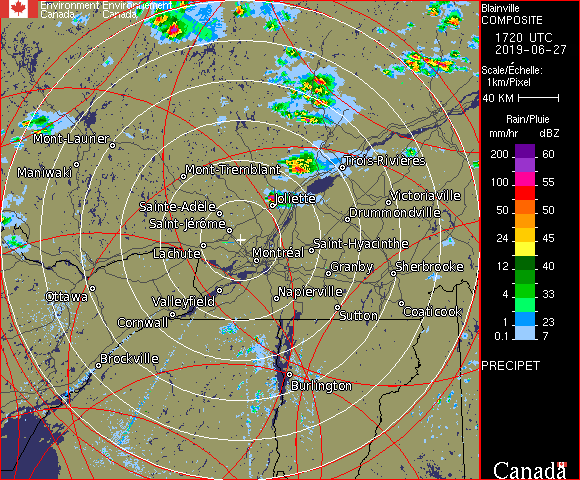 Environment Environnement
Canada Canada
Blainville
COMPOSITE
1720 UTC
2019-06-27
Scale/Échelle:
1km/Pixel
40 KM
Rain/Pluie
mm/hr dBZ
200 60
150 57
100 55
50 50
24 45
12 40
4 33
1 23
0.1 7
PRECIPET
Canada
Mont-Laurier
Maniwaki
Mont-Tremblant
Trois-Rivières
Joliette
Victoriaville
Sainte-Adèle
Drummondville
Saint-Jérôme
Lachute
Saint-Hyacinthe
Montréal
Granby
Sherbrooke
Ottawa
Valleyfield
Napierville
Cornwall
Sutton
Coaticook
Brockville
Burlington